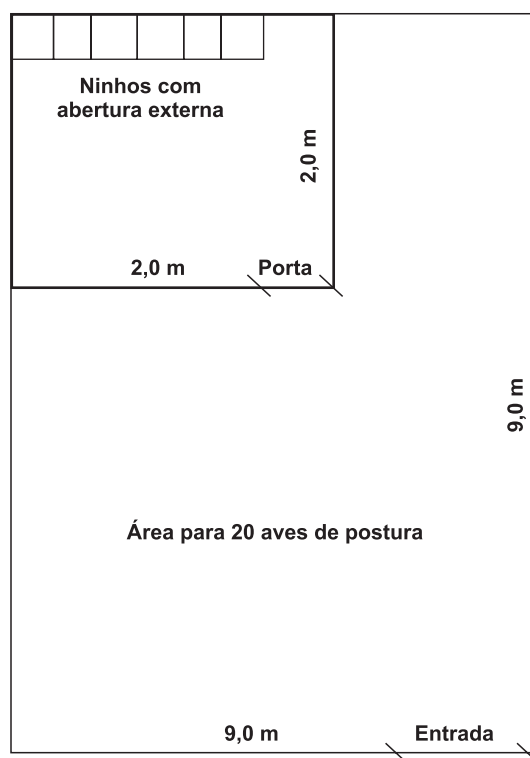 Ninhos com
abertura externa
2,0 m
2,0 m
Porta
9,0 m
Área para 20 aves de postura
9,0 m
Entrada